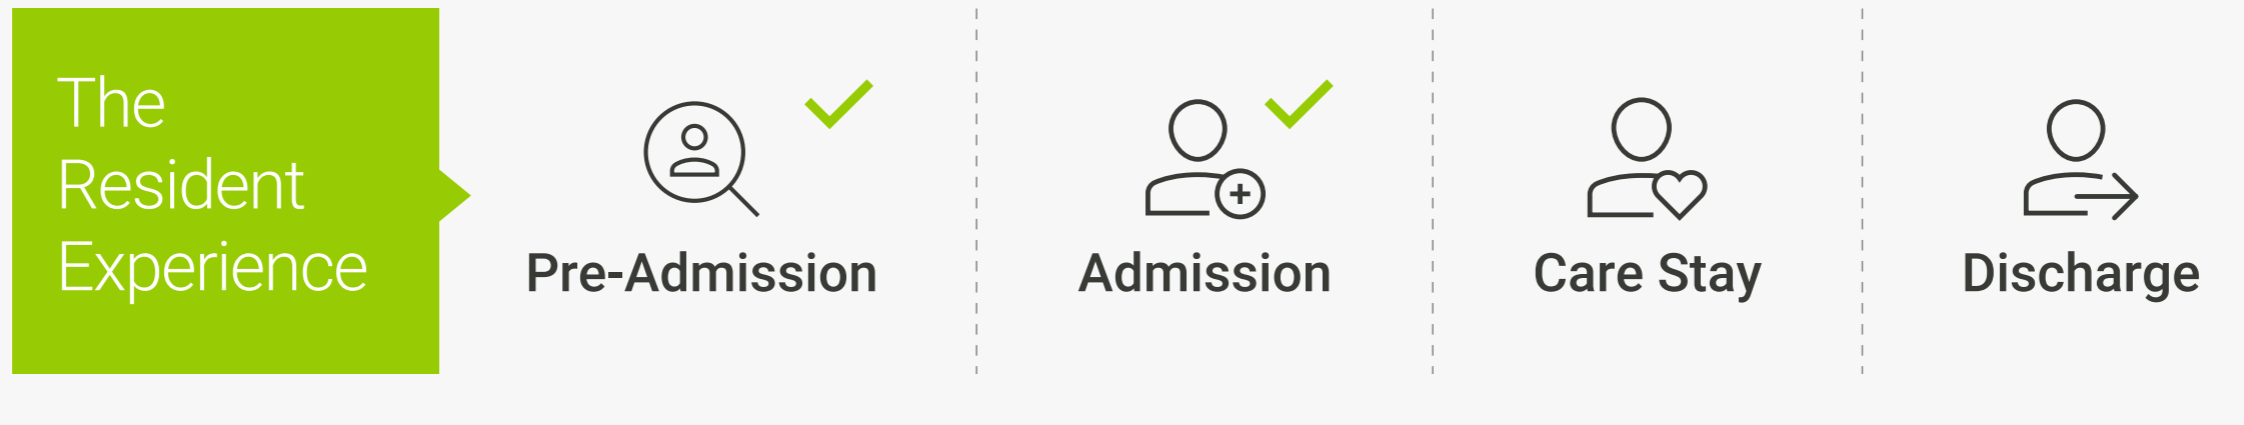 The
Resident
Experience
Pre-Admission
Admission
Care Stay
Discharge